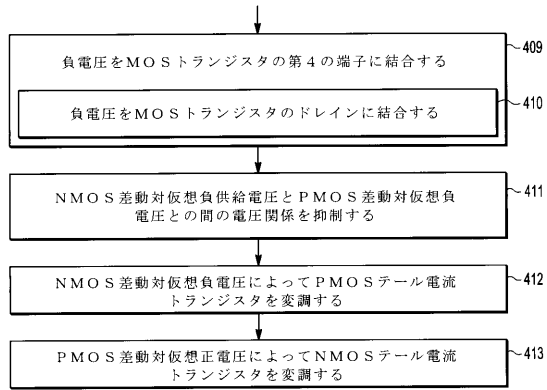 負電圧をMOSトランジスタの第4の端子に結合する
409
負電圧をMOSトランジスタのドレインに結合する
410
NMOS差動対仮想負供給電圧とPMOS差動対仮想負
電圧との間の電圧関係を抑制する
411
NMOS差動対仮想負電圧によってPMOSテール電流
トランジスタを変調する
412
PMOS差動対仮想正電圧によってNMOSテール電流
トランジスタを変調する
413